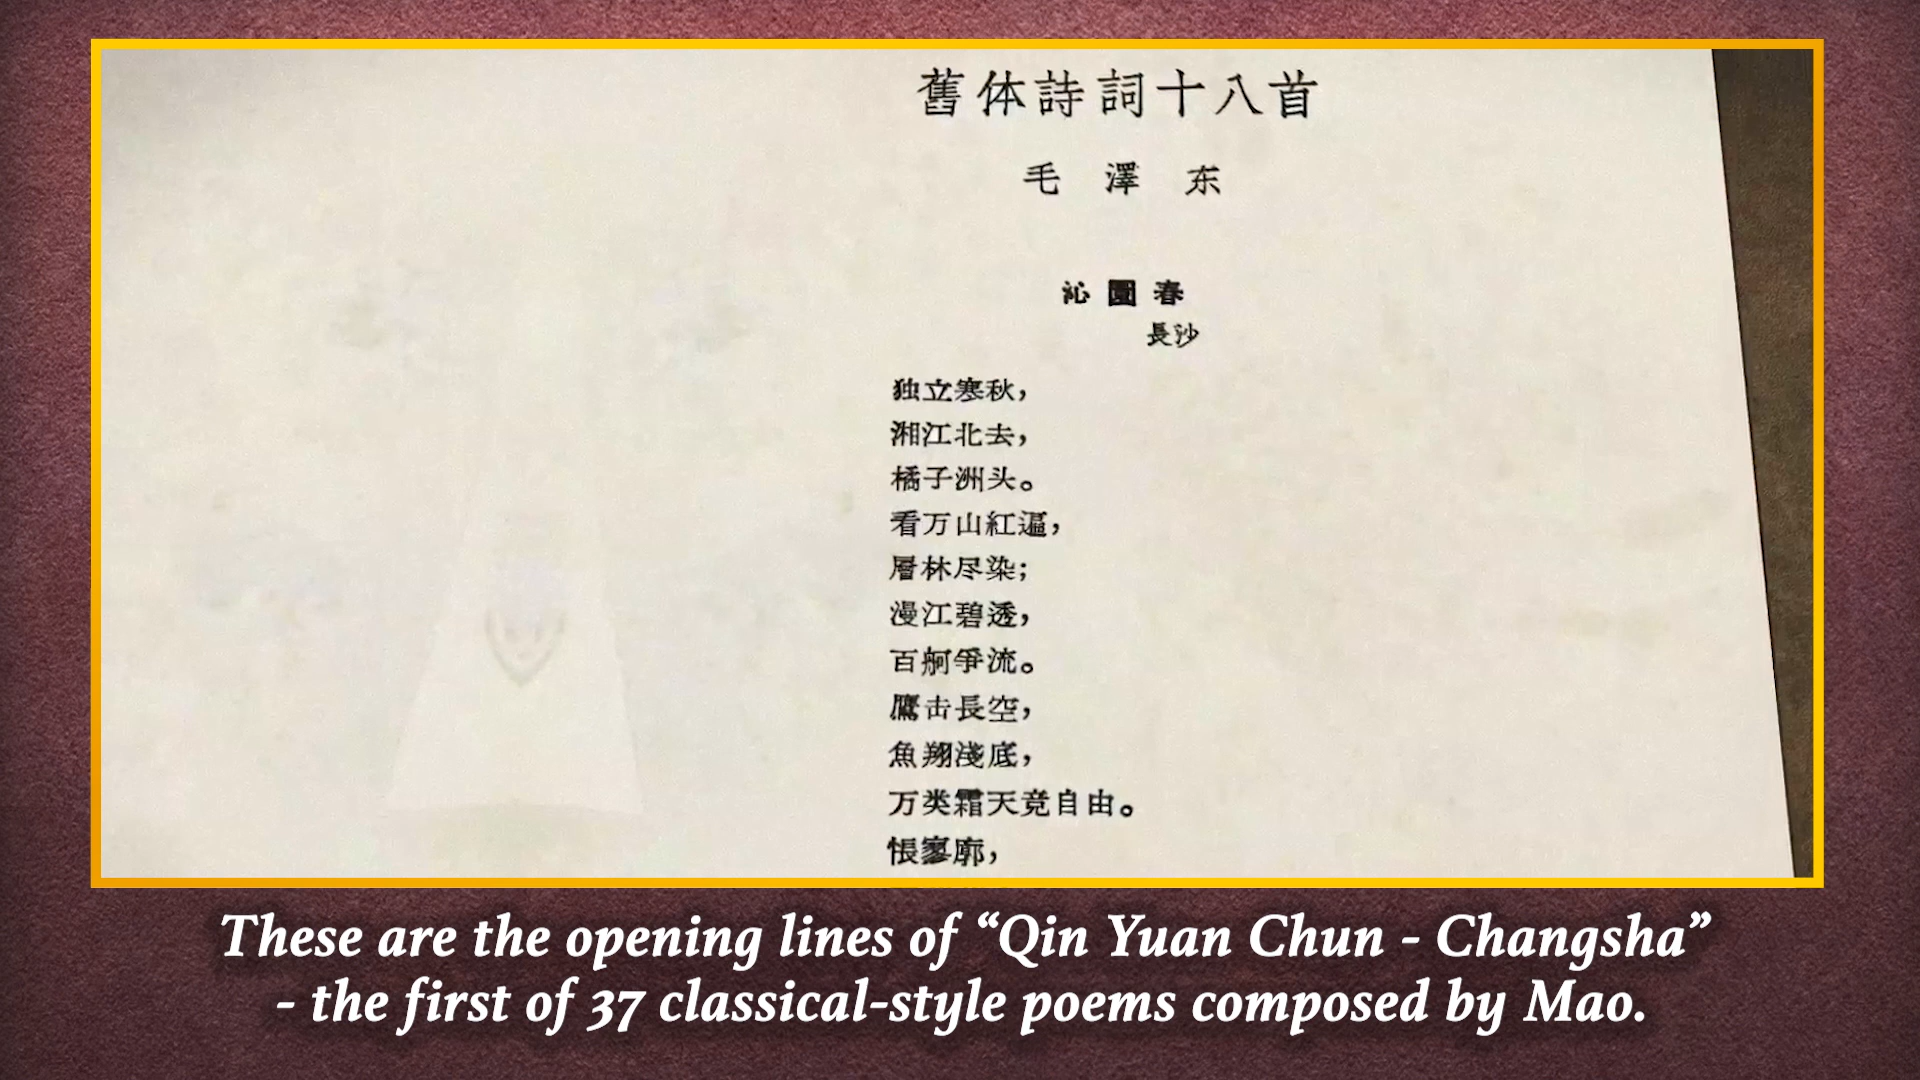 舊体詩詞十八首
毛澤东
沁園春
長沙
独立寒秋，
湘江北去，
橘子洲头。
看万山紅逼，
層林尽染；
漫江碧透，
百舸爭流。
鷹击長空，
魚翔淺底，
万类霜天竞自由。
悵寥廓，
These are the opening lines of “Qin Yuan Chun - Changsha”
- the first of 37 classical-style poems composed by Mao.